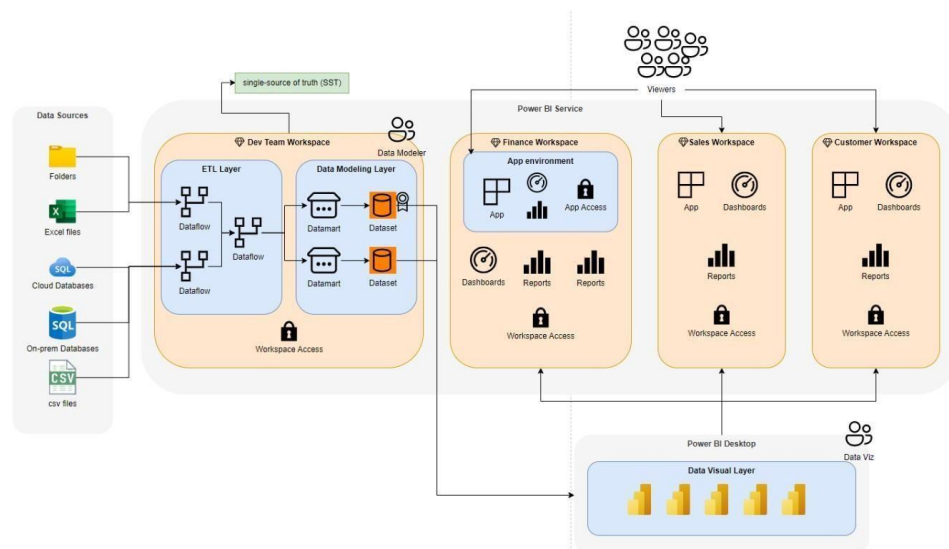 single-source of truth (SST)
Viewers
Power BI Service
Data Sources
Folders
Excel files
SQL
Cloud Databases
SQL
On-prem Databases
CSV
csv files
Dev Team Workspace
Data Modeler
ETL Layer
Dataflow
Dataflow
Dataflow
Data Modeling Layer
Datamart
Dataset
Datamart
Dataset
Workspace Access
Finance Workspace
App environment
App
App Access
Dashboards
Reports
Reports
Workspace Access
Sales Workspace
App
Dashboards
Reports
Workspace Access
Customer Workspace
App
Dashboards
Reports
Workspace Access
Power BI Desktop
Data Viz
Data Visual Layer